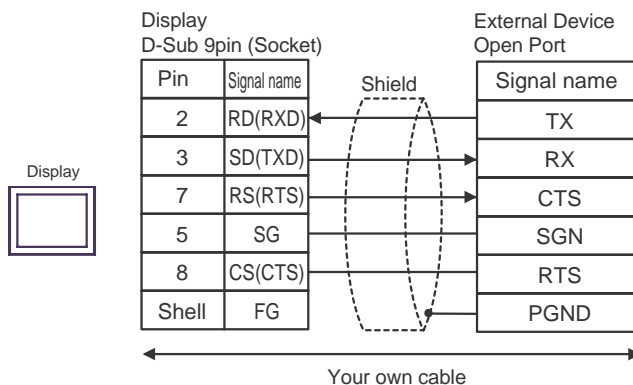 Display
D-Sub 9pin (Socket)
External Device
Open Port
Pin Signal name Shield Signal name
2 RD(RXD) TX
3 SD(TXD) RX
Display
7 RS(RTS) CTS
5 SG SGN
8 CS(CTS) RTS
Shell FG PGND
Your own cable